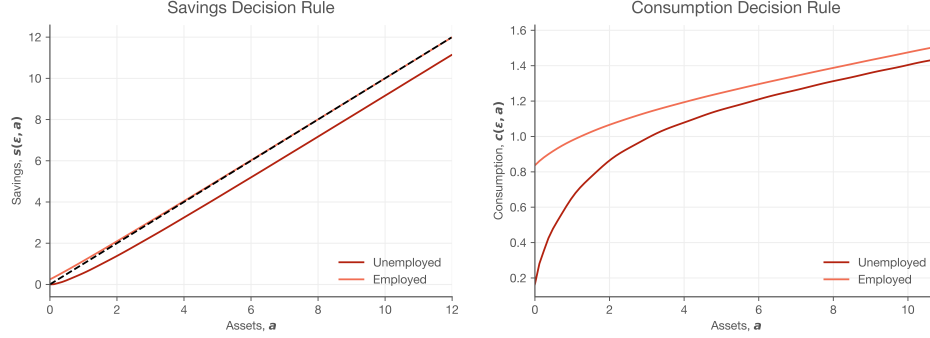 Savings Decision Rule
Savings, s(ε, a)
12
10
8
6
4
2
0
0 2 4 6 8 10 12
Assets, a
Unemployed
Employed
Consumption Decision Rule
Consumption, c(ε, a)
1.6
1.4
1.2
1.0
0.8
0.6
0.4
0.2
0 2 4 6 8 10
Assets, a
Unemployed
Employed